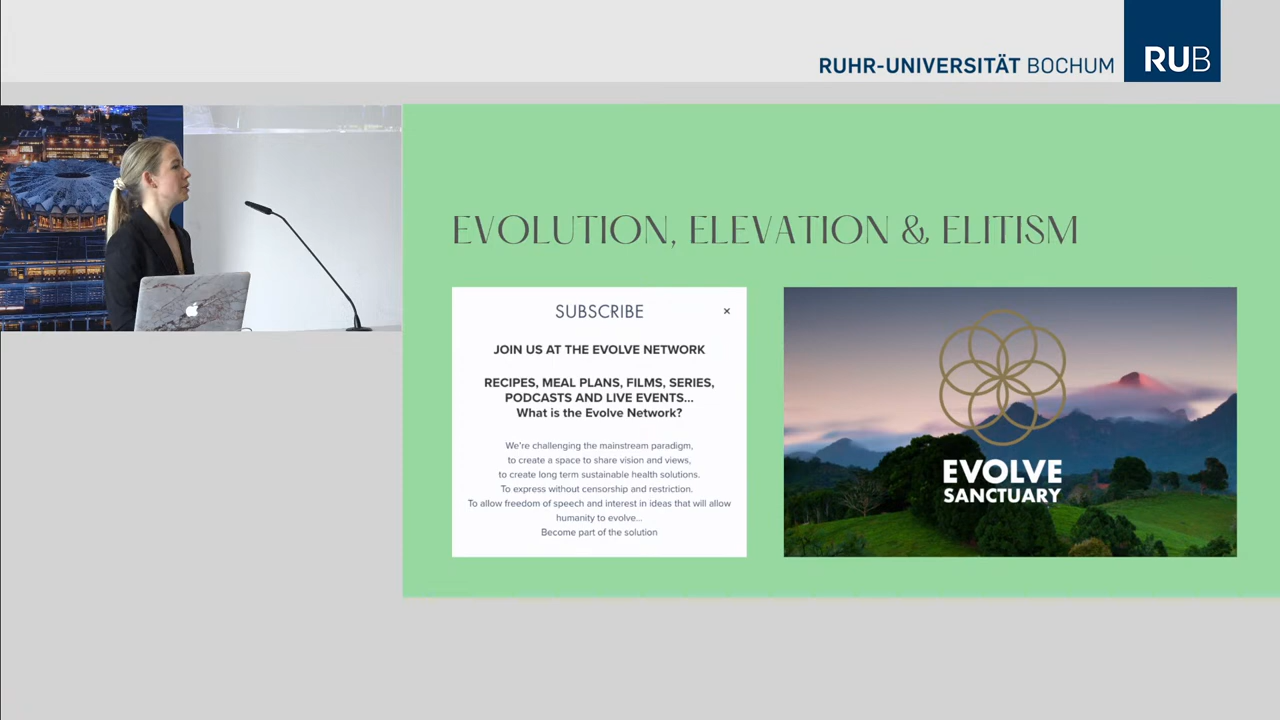 RUHR-UNIVERSITÄT BOCHUM
RUB
EVOLUTION, ELEVATION & ELITISM
SUBSCRIBE
×
JOIN US AT THE EVOLVE NETWORK
RECIPES, MEAL PLANS, FILMS, SERIES,
PODCASTS AND LIVE EVENTS...
What is the Evolve Network?
We're challenging the mainstream paradigm,
to create a space to share vision and views,
to create long term sustainable health solutions.
To express without censorship and restriction.
To allow freedom of speech and interest in ideas that will allow
humanity to evolve...
Become part of the solution
EVOLVE
SANCTUARY